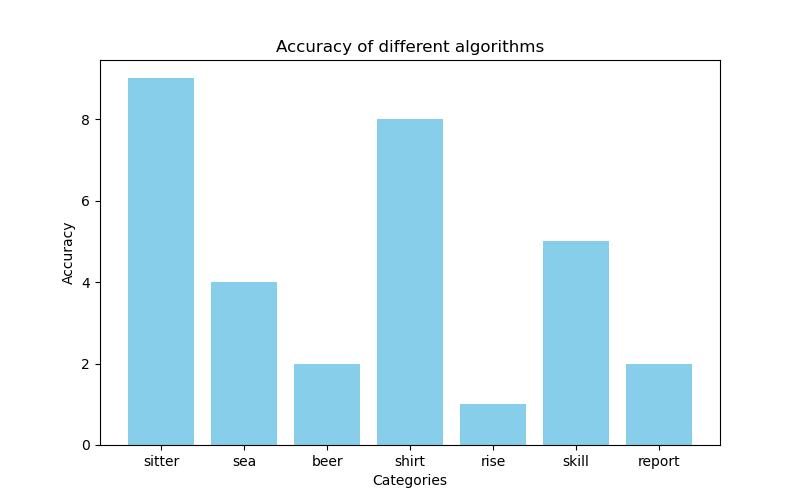 Accuracy of different algorithms
Accuracy
8
6
4
2
0
sitter sea beer shirt rise skill report
Categories